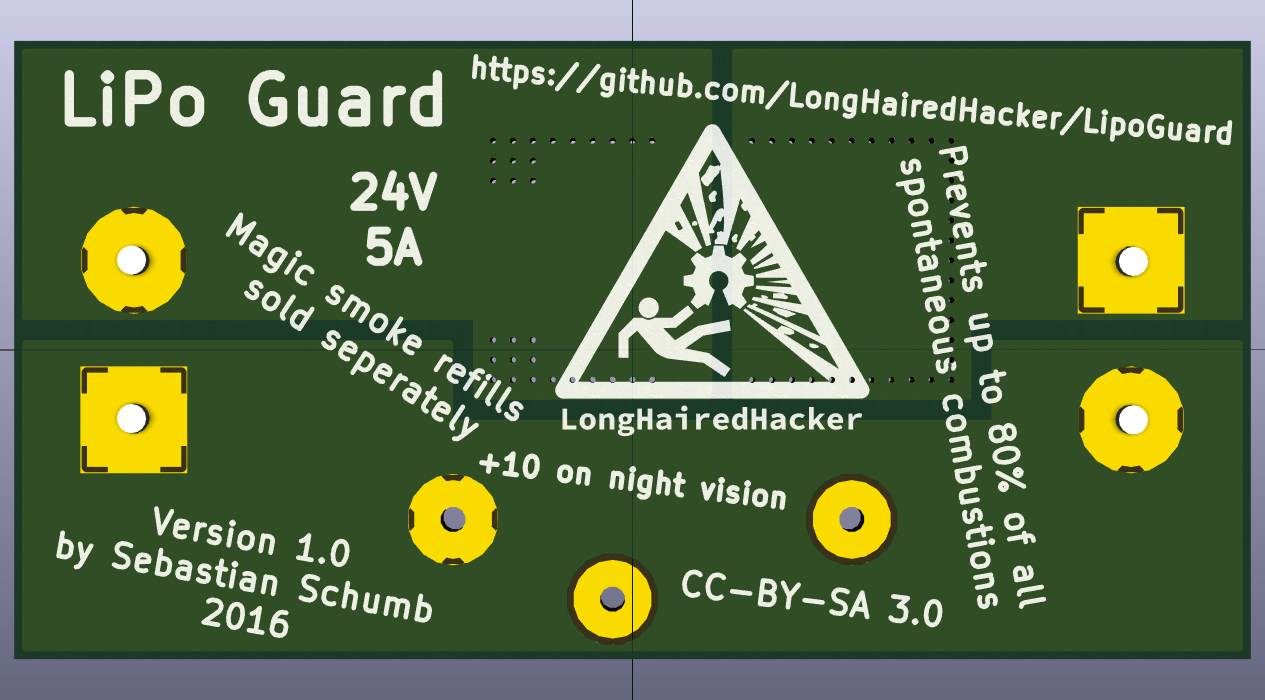 LiPo Guard
https://github.com/LongHairedHacker/LipoGuard
24V
5A
Magic smoke refills
sold seperately
Prevents up to 80% of all
spontaneous combustions
LongHairedHacker
+10 on night vision
Version 1.0
by Sebastian Schumb
2016
CC-BY-SA 3.0